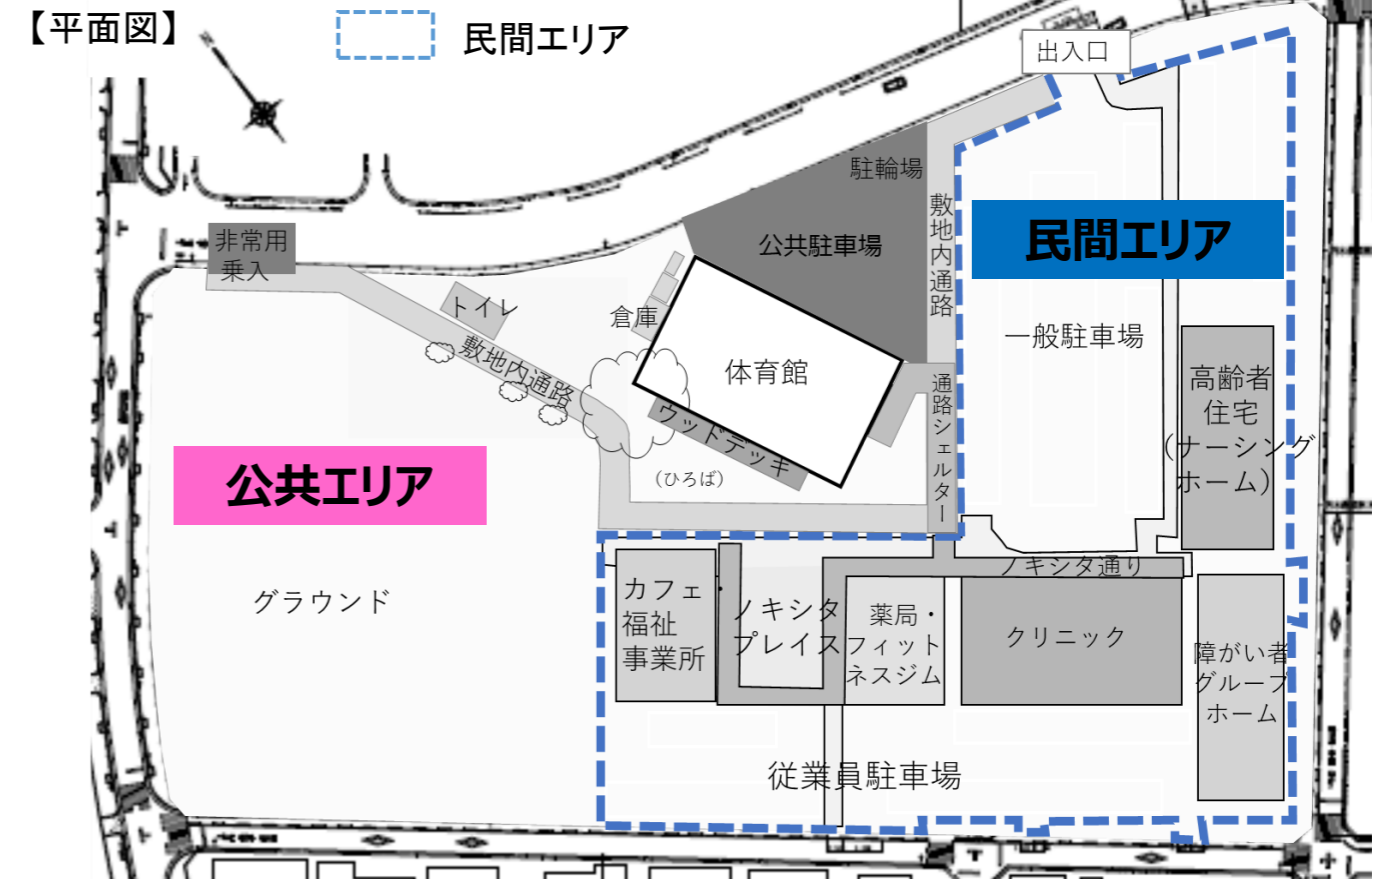 【平面図】
民間エリア
出入口
駐輪場
敷地内通路
公共駐車場
民間エリア
非常用
乗入
トイレ
倉庫
一般駐車場
敷地内通路
体育館
通路シェルター
高齢者
住宅
(ナーシング
ホーム)
ウッドデッキ
(ひろば)
公共エリア
ノキシタ通り
カフェ
福祉
事業所
ノキシタ
プレイス
薬局・
フィット
ネスジム
クリニック
グラウンド
障がい者
グループ
ホーム
従業員駐車場